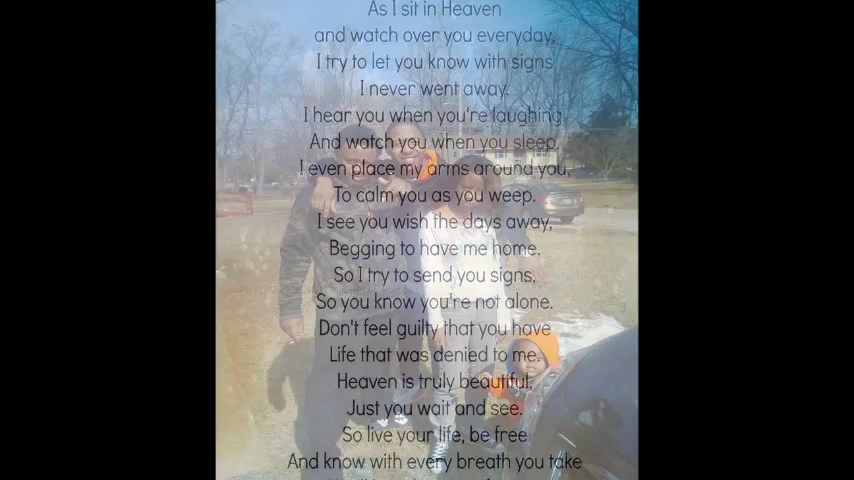 As I sit in Heaven
and watch over you everyday,
I try to let you know with signs
I never went away.
I hear you when you're laughing
And watch you when you sleep.
I even place my arms around you,
To calm you as you weep.
I see you wish the days away,
Begging to have me home.
So I try to send you signs,
So you know you're not alone.
Don't feel guilty that you have
Life that was denied to me.
Heaven is truly beautiful,
Just you wait and see.
So live your life, be free
And know with every breath you take